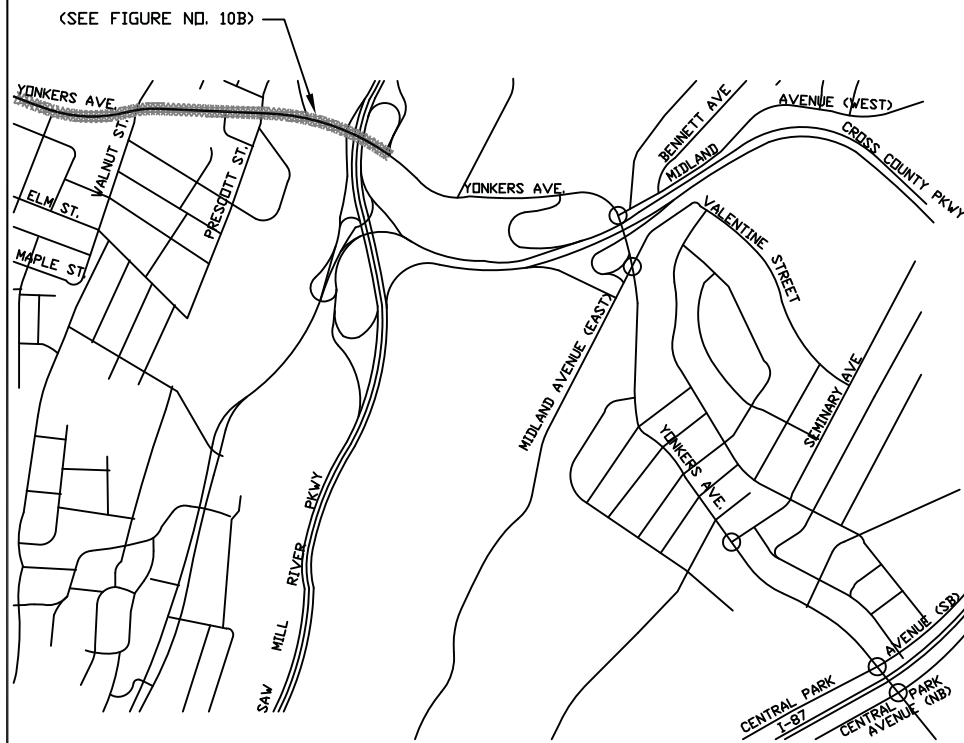 (SEE FIGURE NO. 10B)
YONKERS AVE.
WALNUT ST.
PRESCOTT ST.
ELM ST.
MAPLE ST.
YONKERS AVE.
BENNETT AVE
MIDLAND
AVENUE (WEST)
CROSS COUNTY PKWY
VALENTINE STREET
MIDLAND AVENUE (EAST)
SEMINARY AVE
YONKERS AVE.
SAW MILL RIVER PKWY
CENTRAL PARK
AVENUE (SB)
I-87
CENTRAL PARK
AVENUE (NB)